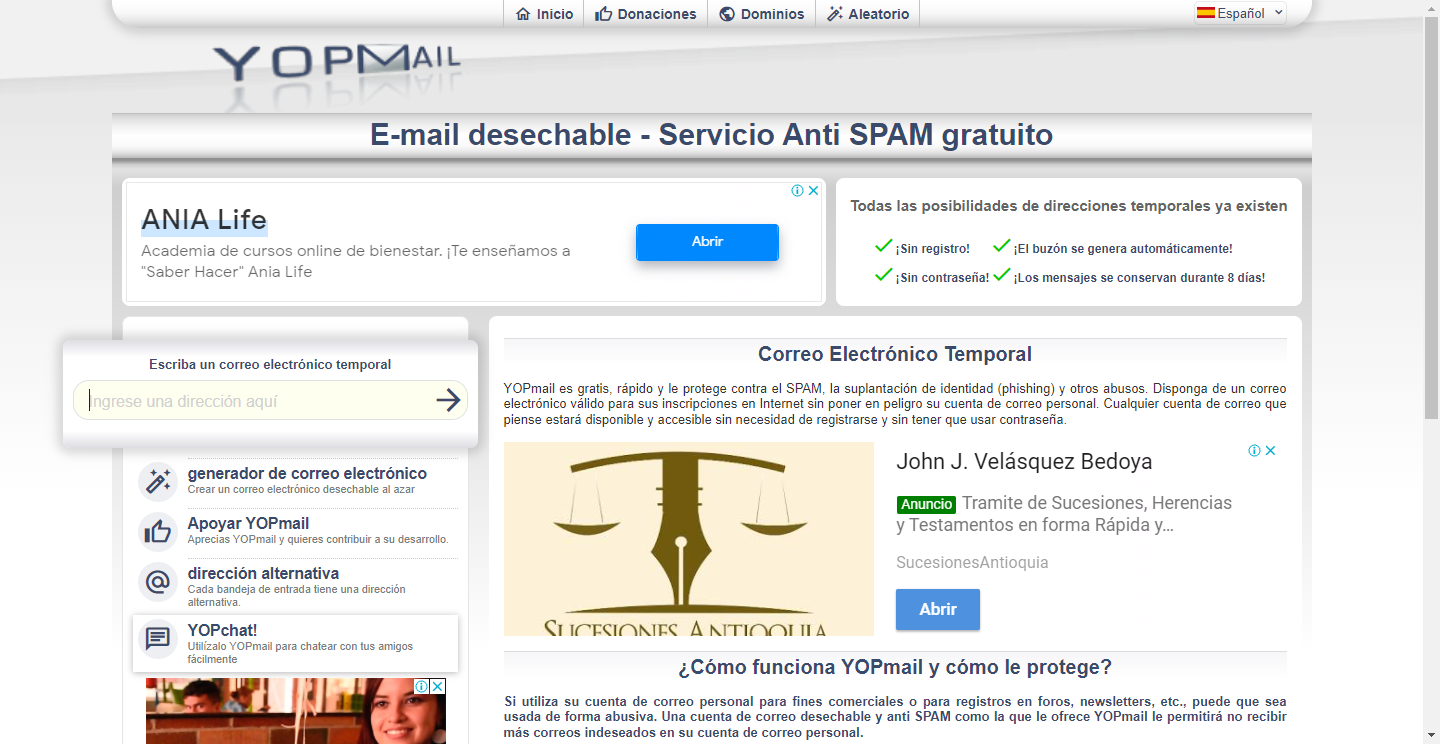 Inicio
Donaciones
Dominios
Aleatorio
Español
YOPMAIL
E-mail desechable - Servicio Anti SPAM gratuito
ANIA Life
Academia de cursos online de bienestar. ¡Te enseñamos a
"Saber Hacer" Ania Life
Abrir
Todas las posibilidades de direcciones temporales ya existen
¡Sin registro!
¡El buzón se genera automáticamente!
¡Sin contraseña!
¡Los mensajes se conservan durante 8 días!
Escriba un correo electrónico temporal
Ingrese una dirección aquí
generador de correo electrónico
Crear un correo electrónico desechable al azar
Apoyar YOPmail
Aprecias YOPmail y quieres contribuir a su desarrollo.
dirección alternativa
Cada bandeja de entrada tiene una dirección
alternativa.
YOPchat!
Utilízalo YOPmail para chatear con tus amigos
fácilmente
Correo Electrónico Temporal
YOPmail es gratis, rápido y le protege contra el SPAM, la suplantación de identidad (phishing) y otros abusos. Disponga de un correo
electrónico válido para sus inscripciones en Internet sin poner en peligro su cuenta de correo personal. Cualquier cuenta de correo que
piense estará disponible y accesible sin necesidad de registrarse y sin tener que usar contraseña.
SUCESIONES ANTIOQUIA
John J. Velásquez Bedoya
Anuncio Tramite de Sucesiones, Herencias
y Testamentos en forma Rápida y…
SucesionesAntioquia
Abrir
¿Cómo funciona YOPmail y cómo le protege?
Si utiliza su cuenta de correo personal para fines comerciales o para registros en foros, newsletters, etc., puede que sea
usada de forma abusiva. Una cuenta de correo desechable y anti SPAM como la que le ofrece YOPmail le permitirá no recibir
más correos indeseados en su cuenta de correo personal.